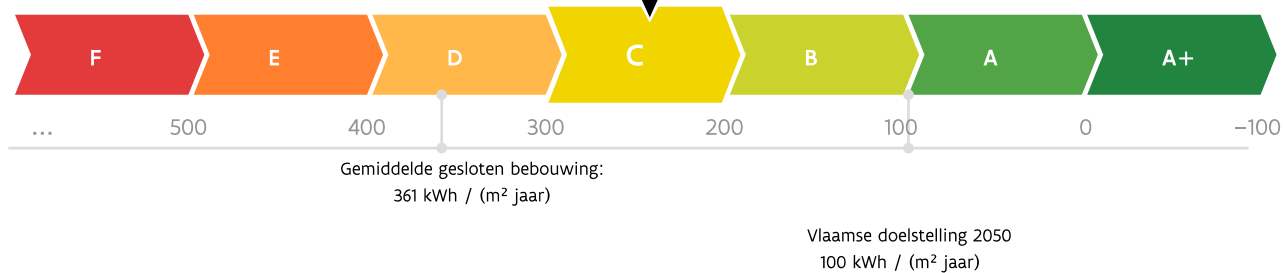 F E D C B A A+
... 500 400 300 200 100 0 −100
Gemiddelde gesloten bebouwing:
361 kWh / (m² jaar)
Vlaamse doelstelling 2050
100 kWh / (m² jaar)